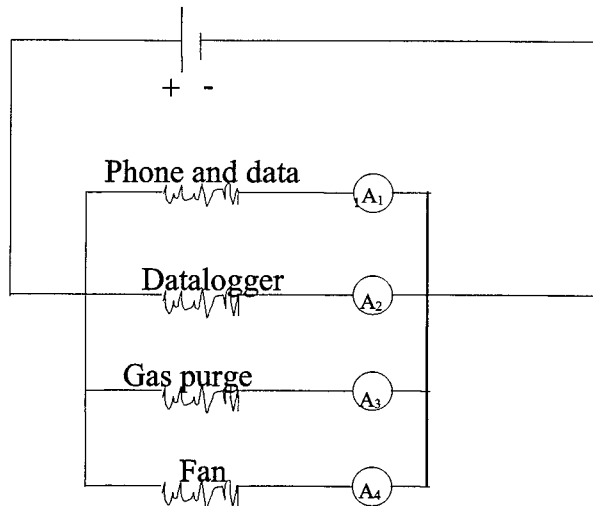 + -
Phone and data
A₁
Datalogger
A₂
Gas purge
A₃
Fan
A₄